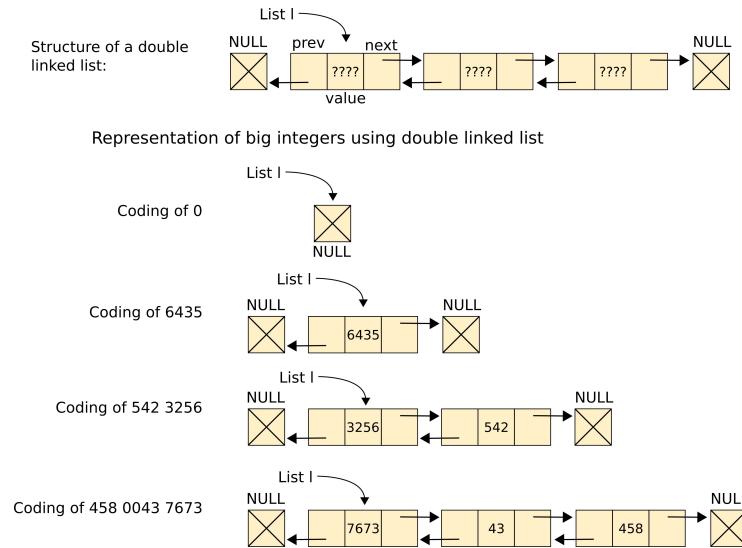 List l
Structure of a double
linked list:
NULL
prev
next
NULL
????
????
????
value
Representation of big integers using double linked list
List l
Coding of 0
NULL
List l
Coding of 6435
NULL
NULL
6435
List l
Coding of 542 3256
NULL
NULL
3256
542
List l
Coding of 458 0043 7673
NULL
NUL
7673
43
458